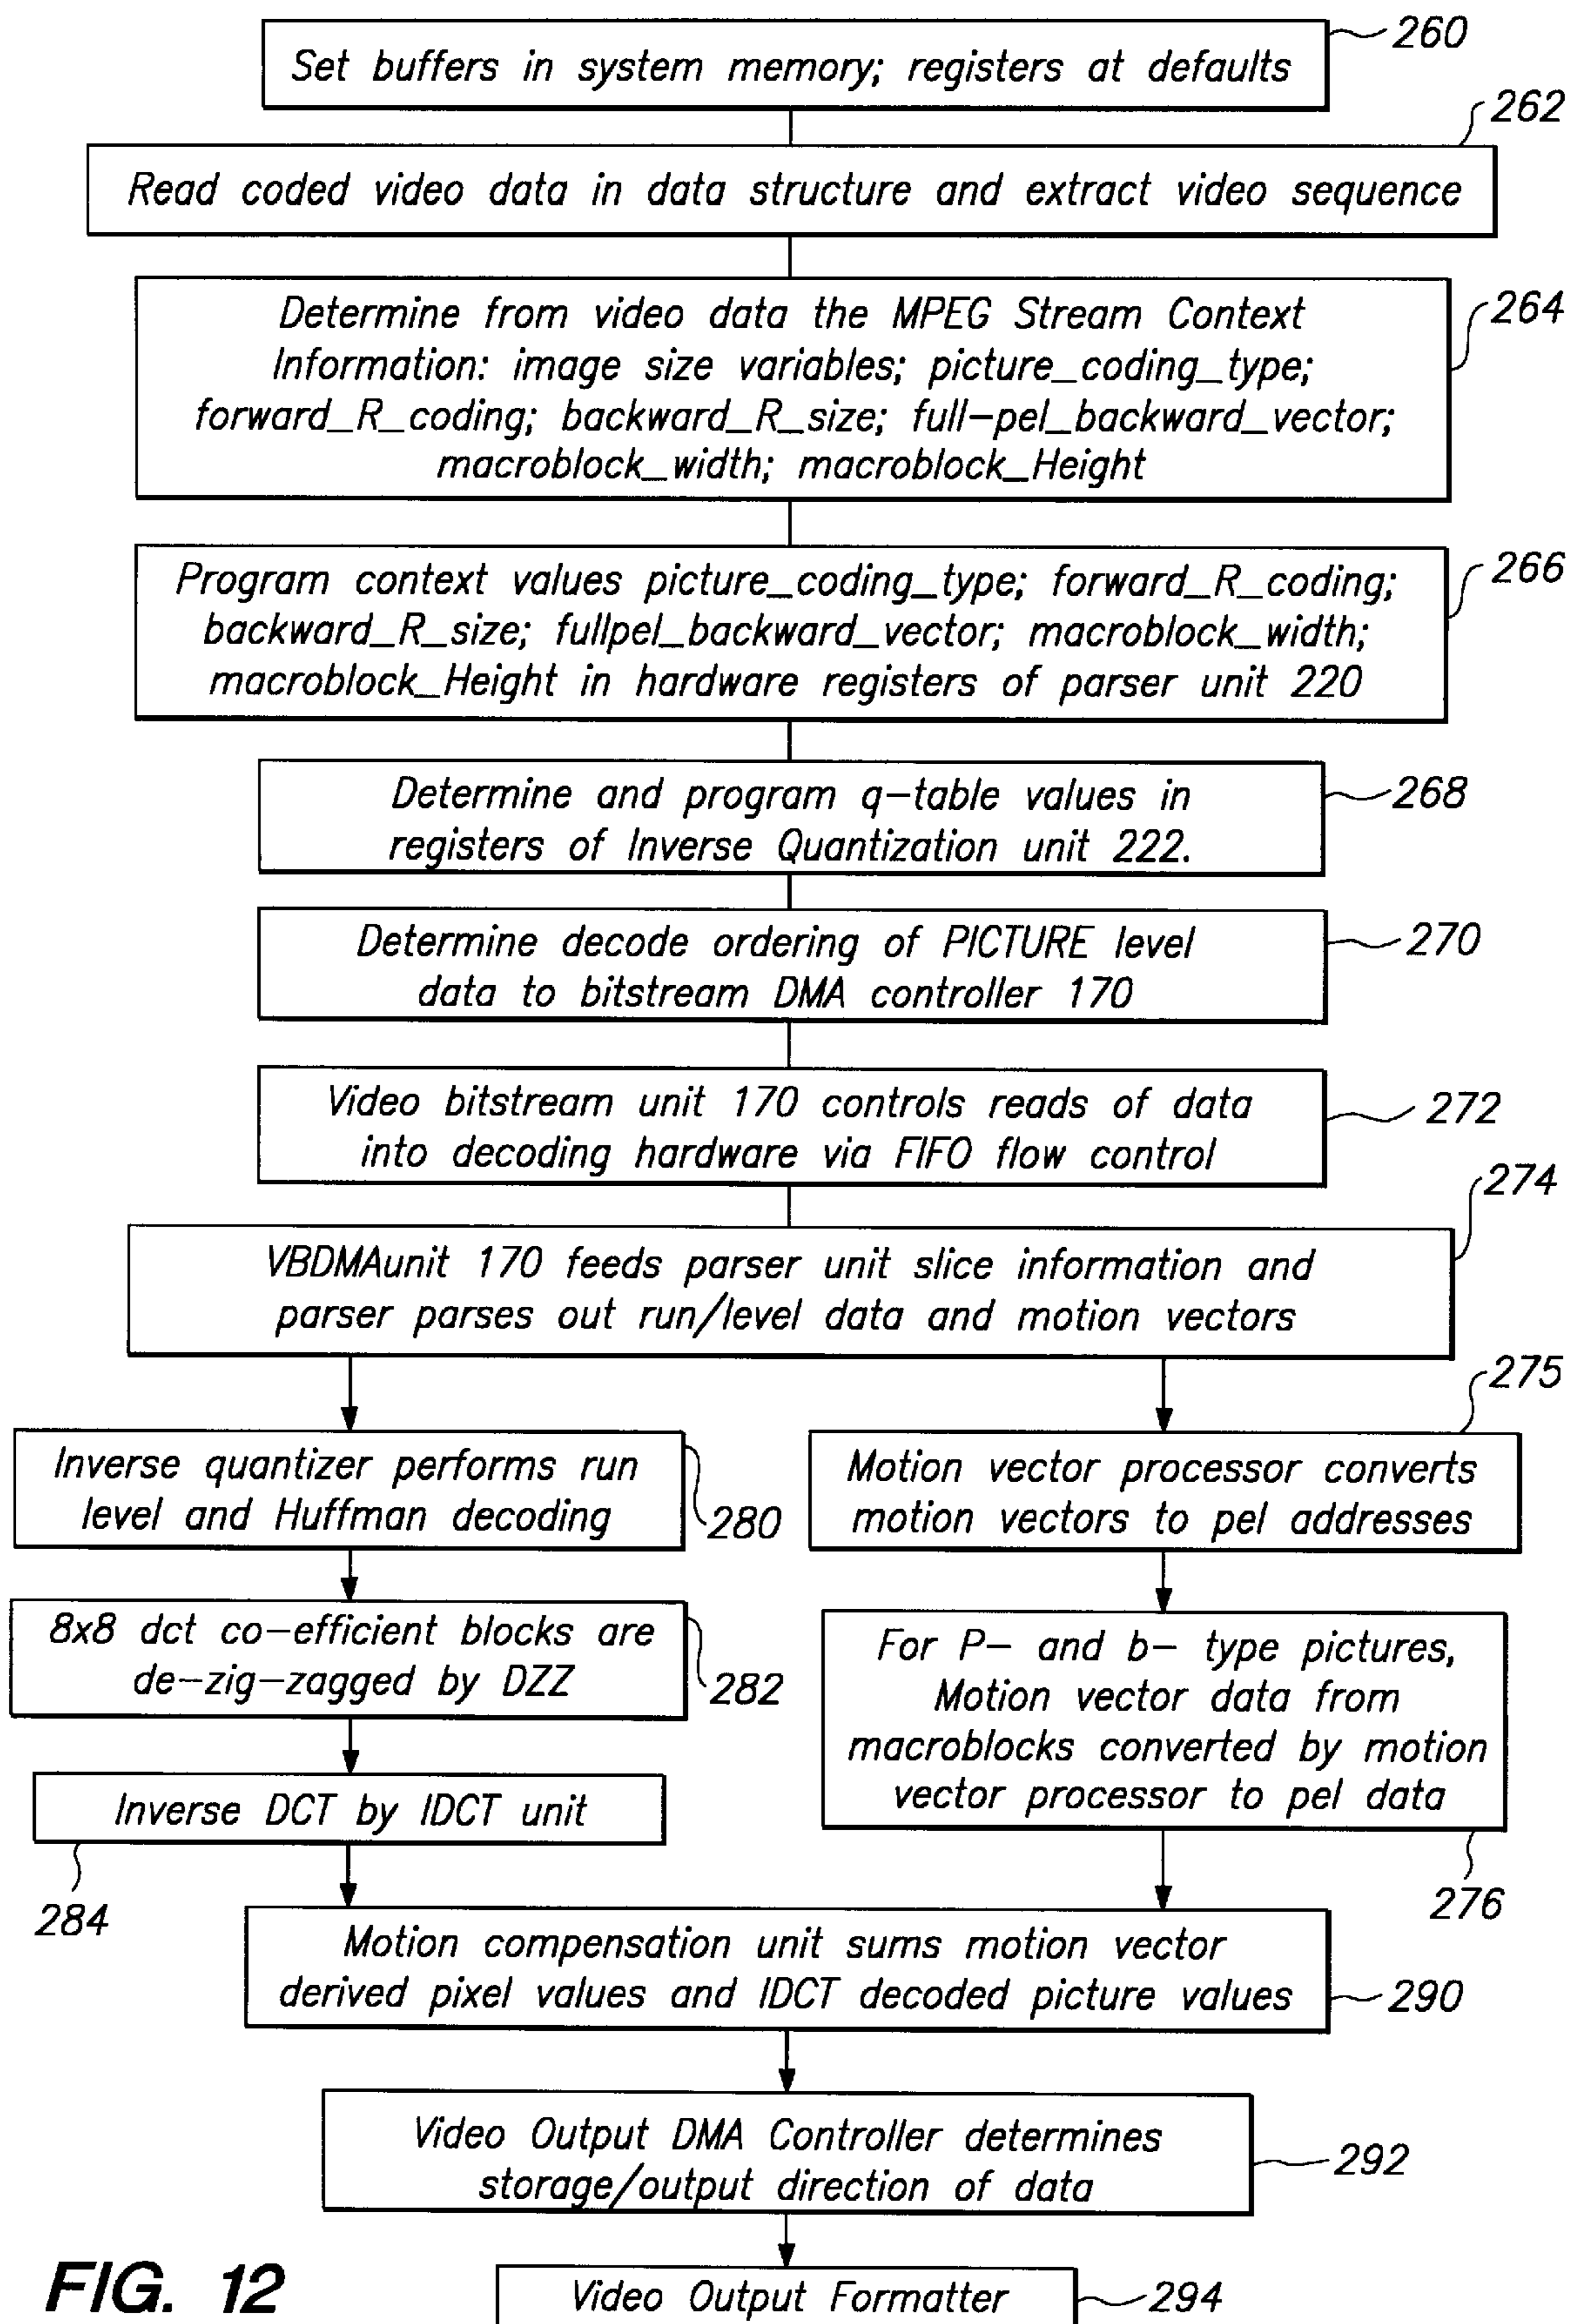 Set buffers in system memory; registers at defaults
260
262
Read coded video data in data structure and extract video sequence
264
Determine from video data the MPEG Stream Context
Information: image size variables; picture_coding_type;
forward_R_coding; backward_R_size; full-pel_backward_vector;
macroblock_width; macroblock_Height
266
Program context values picture_coding_type; forward_R_coding;
backward_R_size; fullpel_backward_vector; macroblock_width;
macroblock_Height in hardware registers of parser unit 220
268
Determine and program q-table values in
registers of Inverse Quantization unit 222.
270
Determine decode ordering of PICTURE level
data to bitstream DMA controller 170
272
Video bitstream unit 170 controls reads of data
into decoding hardware via FIFO flow control
274
VBDMAunit 170 feeds parser unit slice information and
parser parses out run/level data and motion vectors
275
Inverse quantizer performs run
level and Huffman decoding
280
Motion vector processor converts
motion vectors to pel addresses
8x8 dct co-efficient blocks are
de-zig-zagged by DZZ
282
For P- and b- type pictures,
Motion vector data from
macroblocks converted by motion
vector processor to pel data
276
Inverse DCT by IDCT unit
284
Motion compensation unit sums motion vector
derived pixel values and IDCT decoded picture values
290
Video Output DMA Controller determines
storage/output direction of data
292
Video Output Formatter
294
FIG. 12